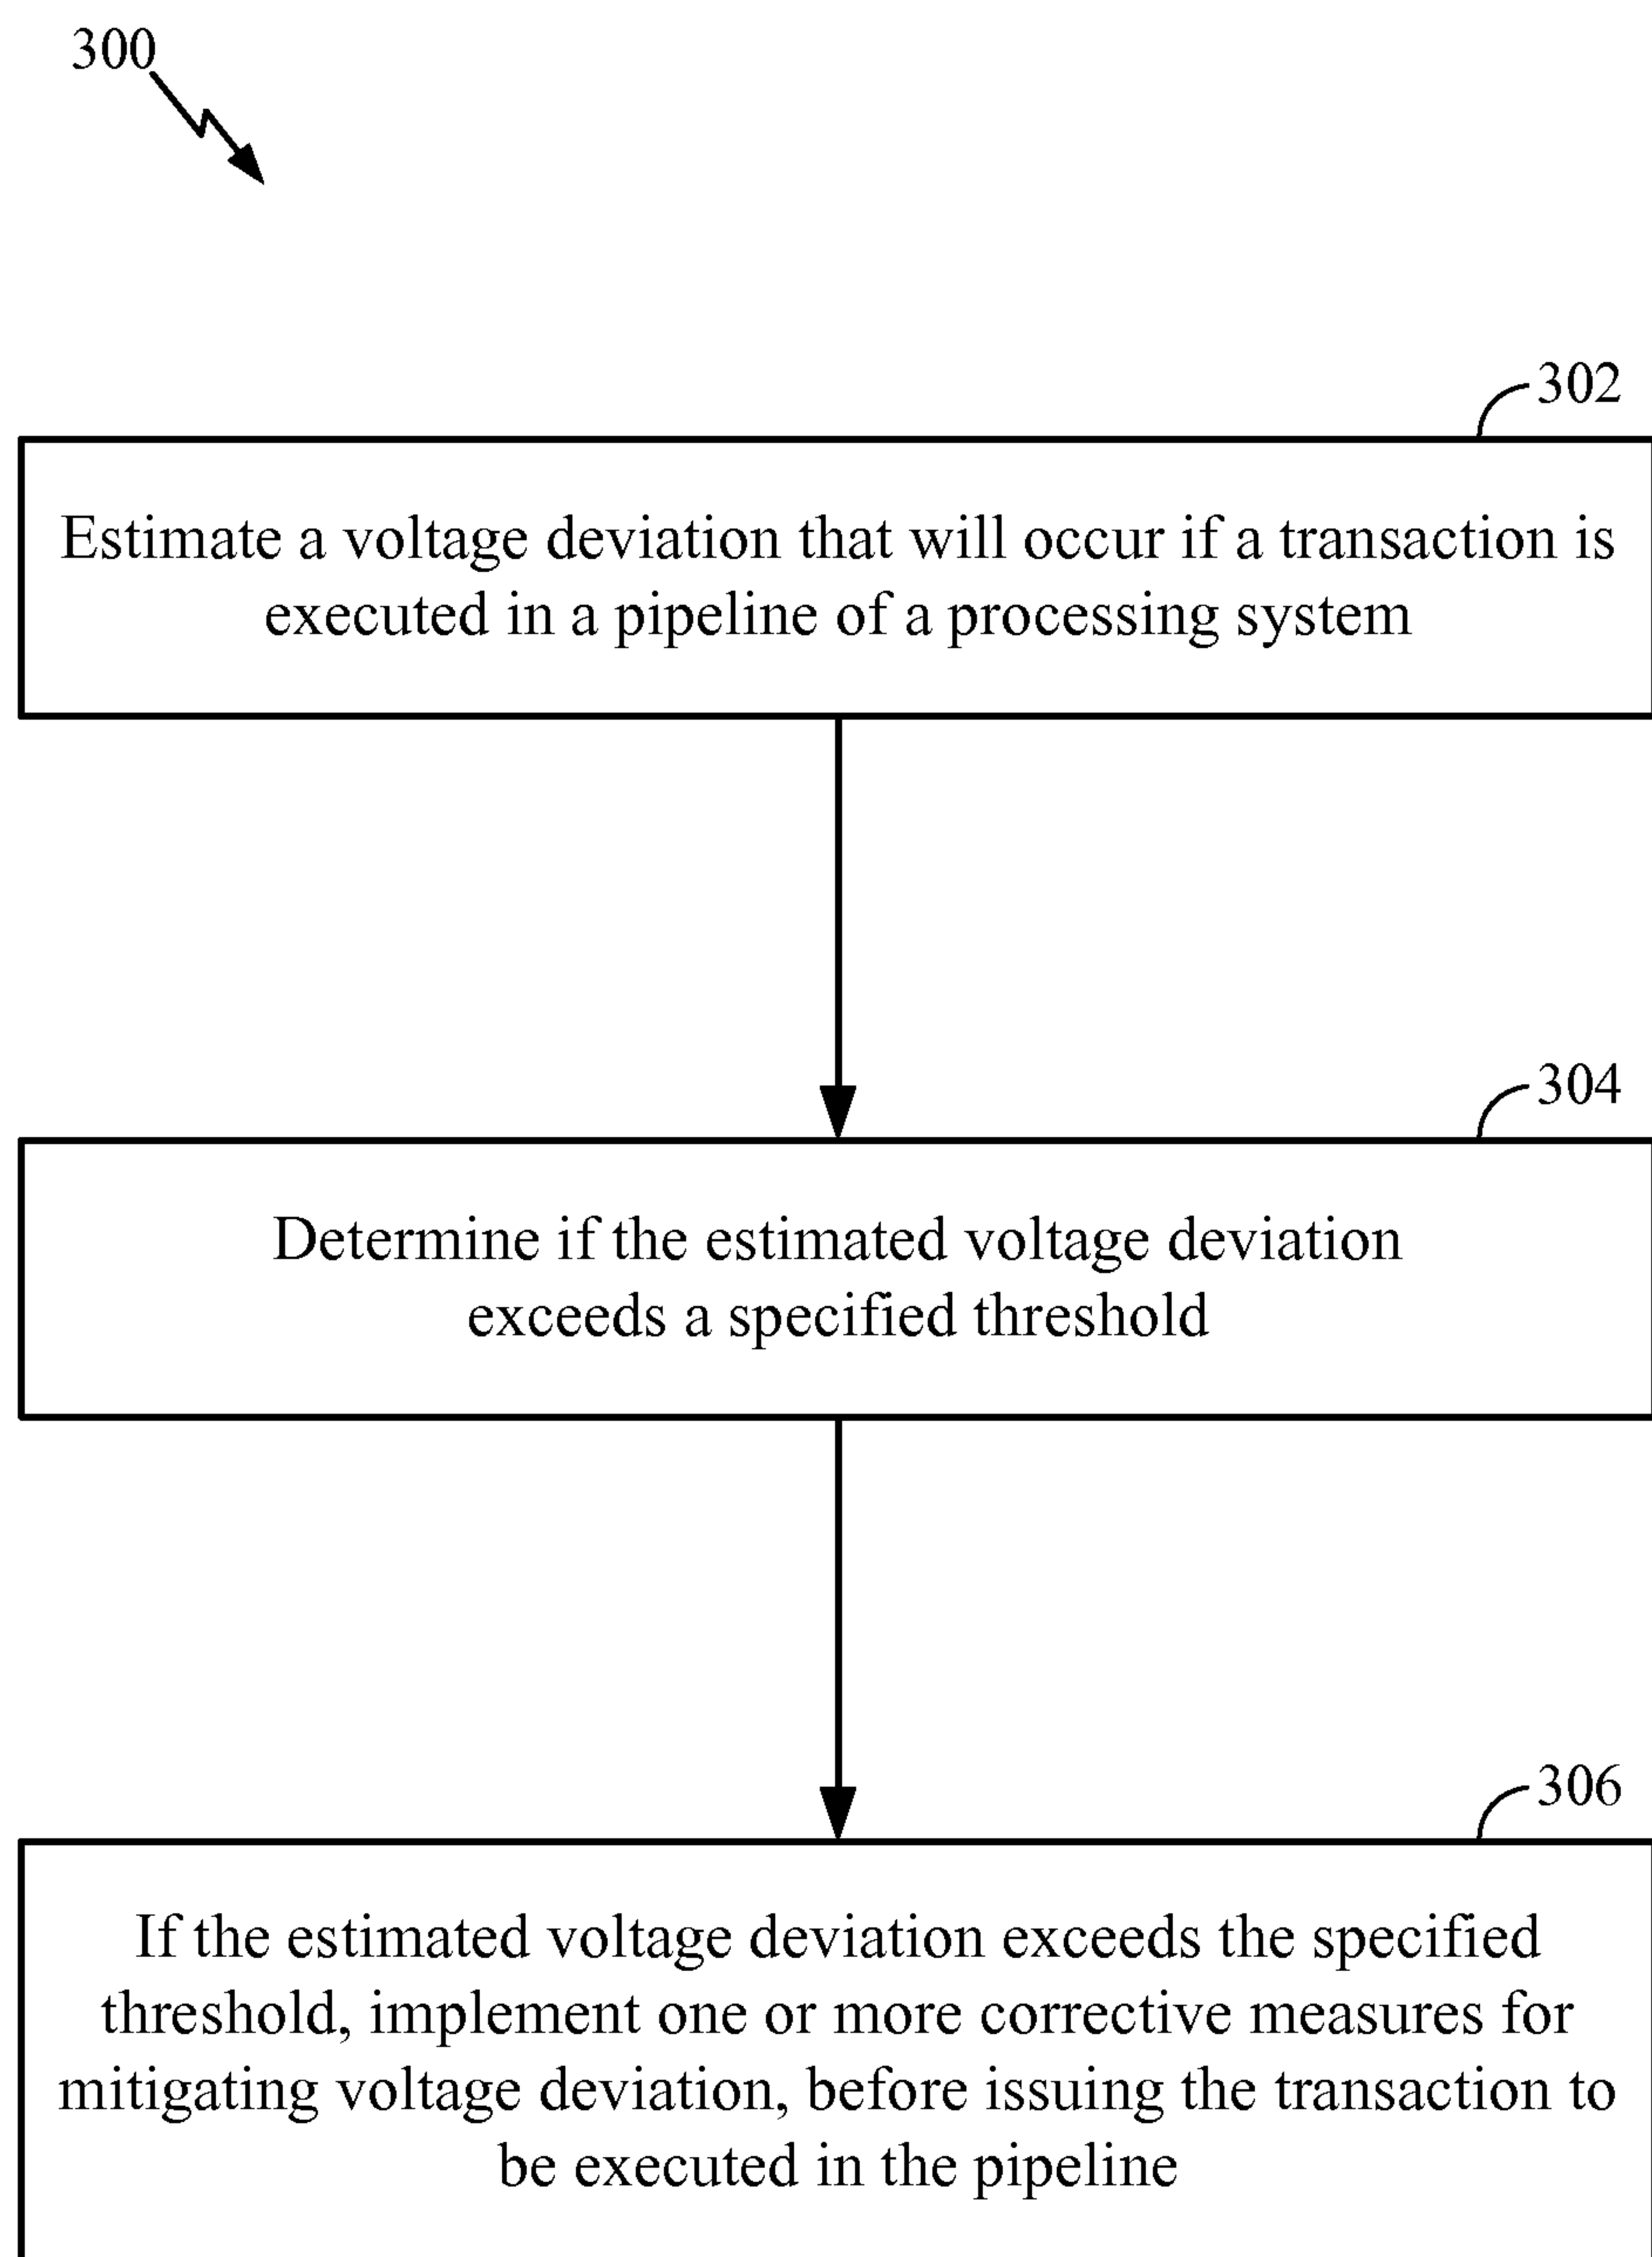 300
302
Estimate a voltage deviation that will occur if a transaction is
executed in a pipeline of a processing system
304
Determine if the estimated voltage deviation
exceeds a specified threshold
306
If the estimated voltage deviation exceeds the specified
threshold, implement one or more corrective measures for
mitigating voltage deviation, before issuing the transaction to
be executed in the pipeline